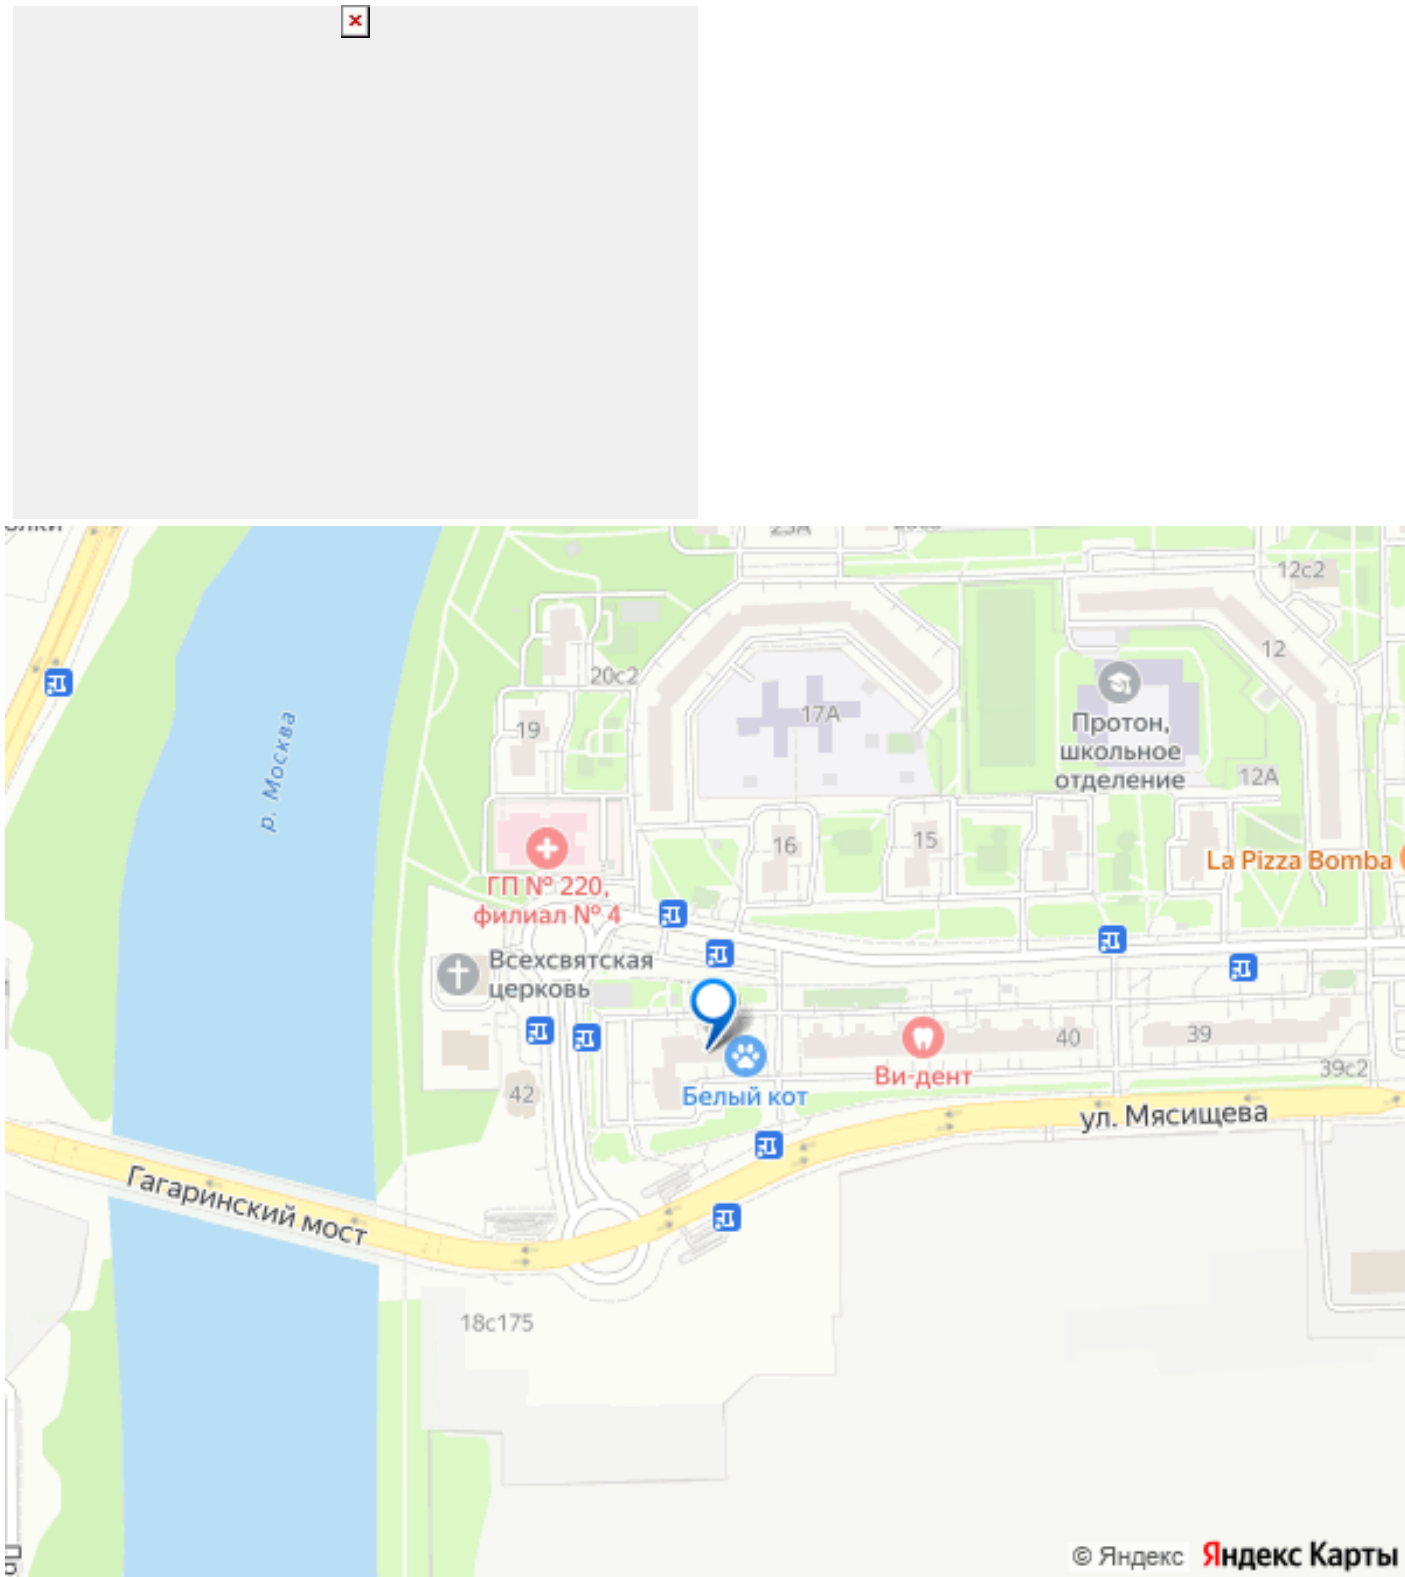 12с2
12
20с2
17А
19
р. Москва
Протон,
школьное
отделение
12А
16
15
La Pizza Bomba
ГП № 220,
филиал № 4
Всехсвятская
церковь
40
39
39с2
Ви-дент
Белый кот
42
ул. Мясищева
Гагаринский мост
18с175
© Яндекс Яндекс Карты